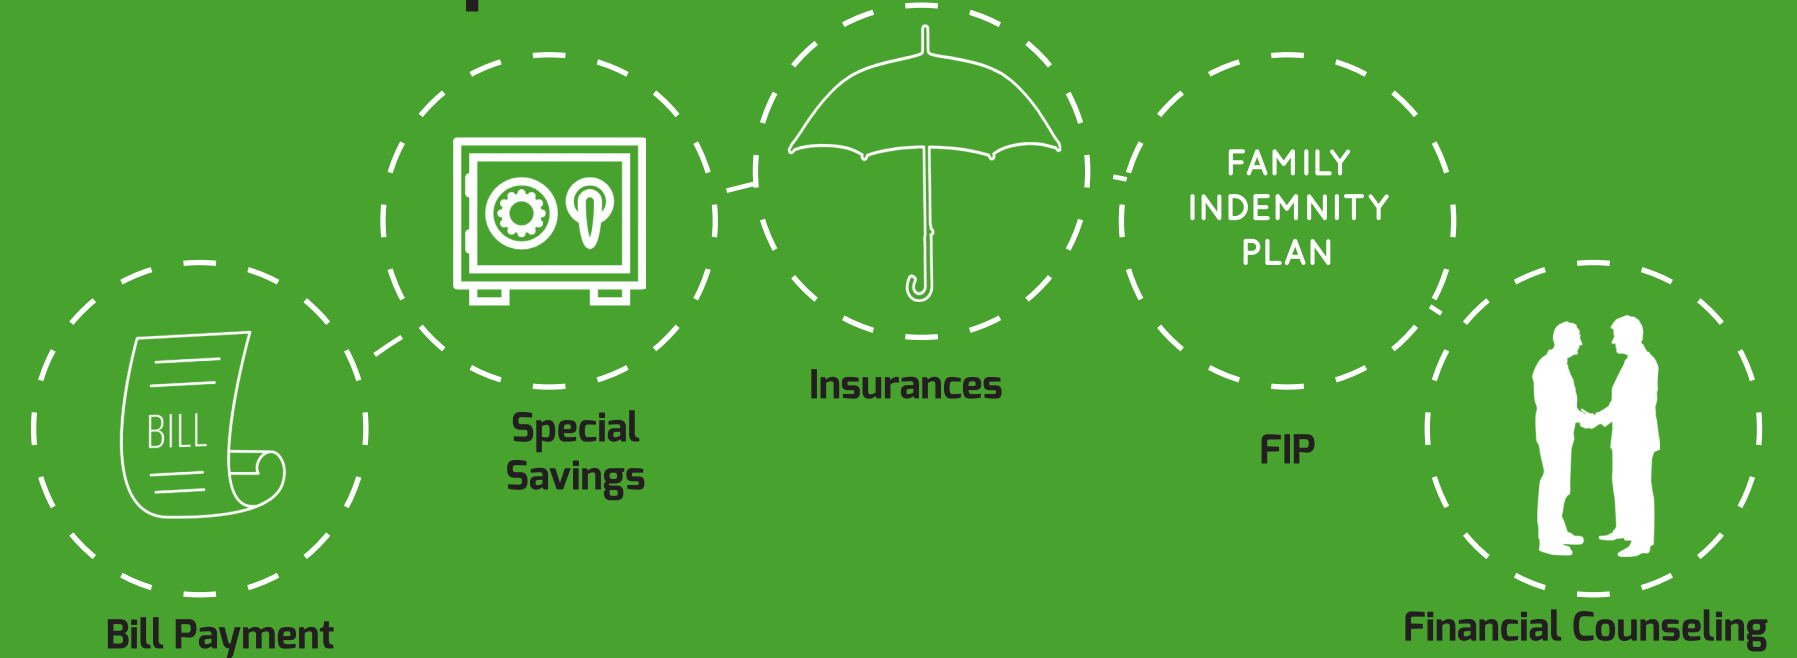 BILL
Bill Payment
Special
Savings
Insurances
FAMILY
INDEMNITY
PLAN
FIP
Financial Counseling